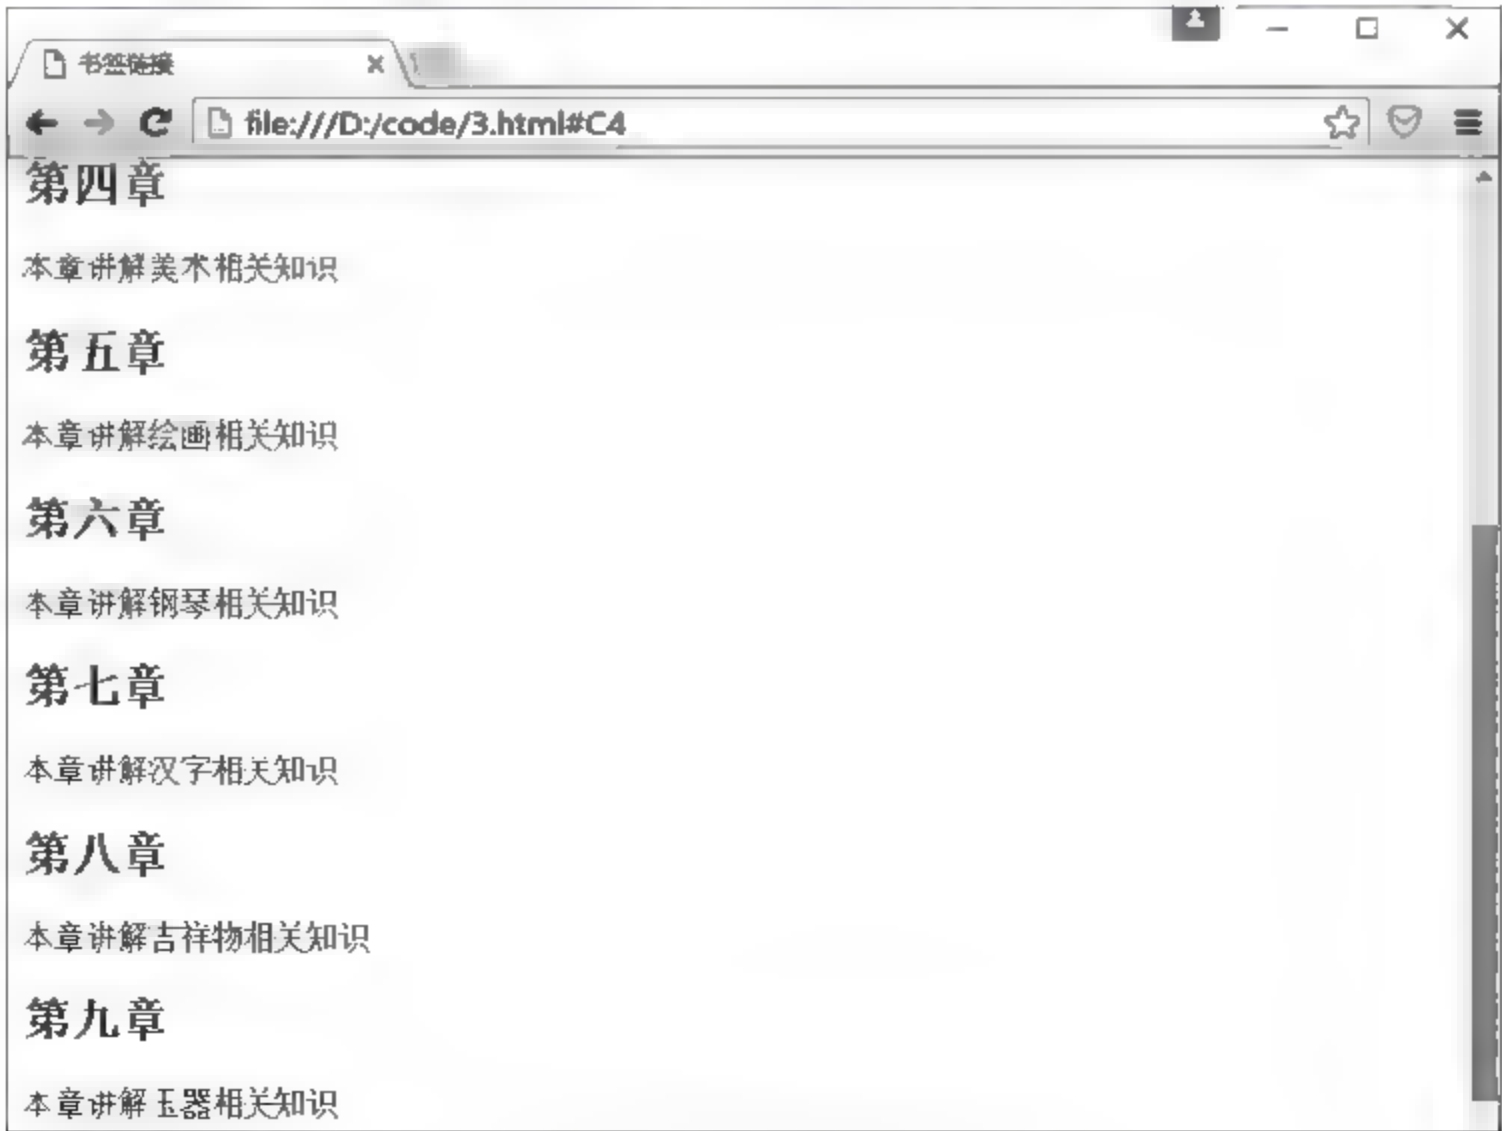 书签链接
file:///D:/code/3.html#C4
第四章
本章讲解美术相关知识
第五章
本章讲解绘画相关知识
第六章
本章讲解钢琴相关知识
第七章
本章讲解汉字相关知识
第八章
本章讲解吉祥物相关知识
第九章
本章讲解玉器相关知识